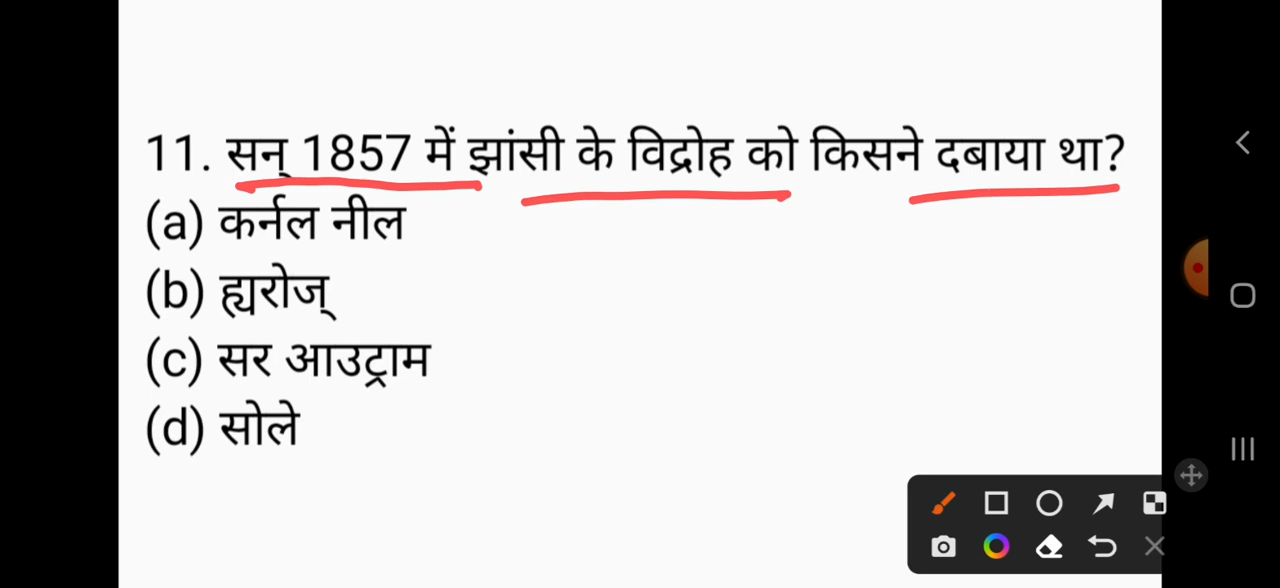 11. सन् 1857 में झांसी के विद्रोह को किसने दबाया था?
(a) कर्नल नील
(b) ह्यरोज्
(c) सर आउट्राम
(d) सोले